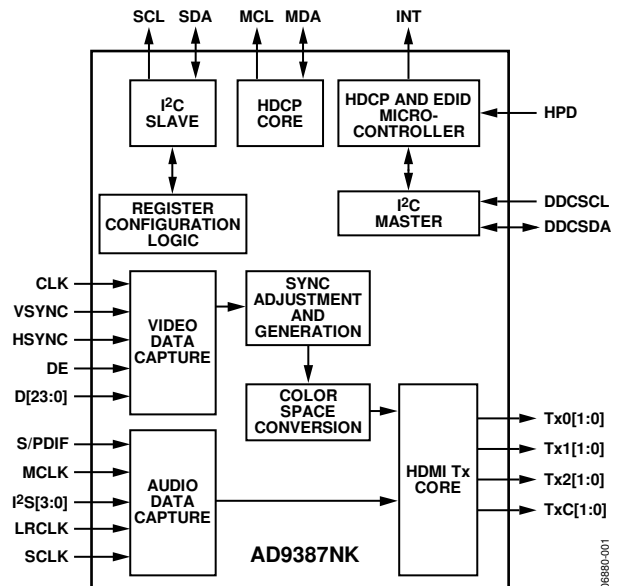 SCL SDA MCL MDA INT
I²C
SLAVE
HDCP
CORE
HDCP AND EDID
MICRO-
CONTROLLER
HPD
REGISTER
CONFIGURATION
LOGIC
I²C
MASTER
DDCSCL
DDCSDA
CLK
VSYNC
HSYNC
DE
D[23:0]
VIDEO
DATA
CAPTURE
SYNC
ADJUSTMENT
AND
GENERATION
COLOR
SPACE
CONVERSION
S/PDIF
MCLK
I²S[3:0]
LRCLK
SCLK
AUDIO
DATA
CAPTURE
HDMI Tx
CORE
Tx0[1:0]
Tx1[1:0]
Tx2[1:0]
TxC[1:0]
AD9387NK
06880-001